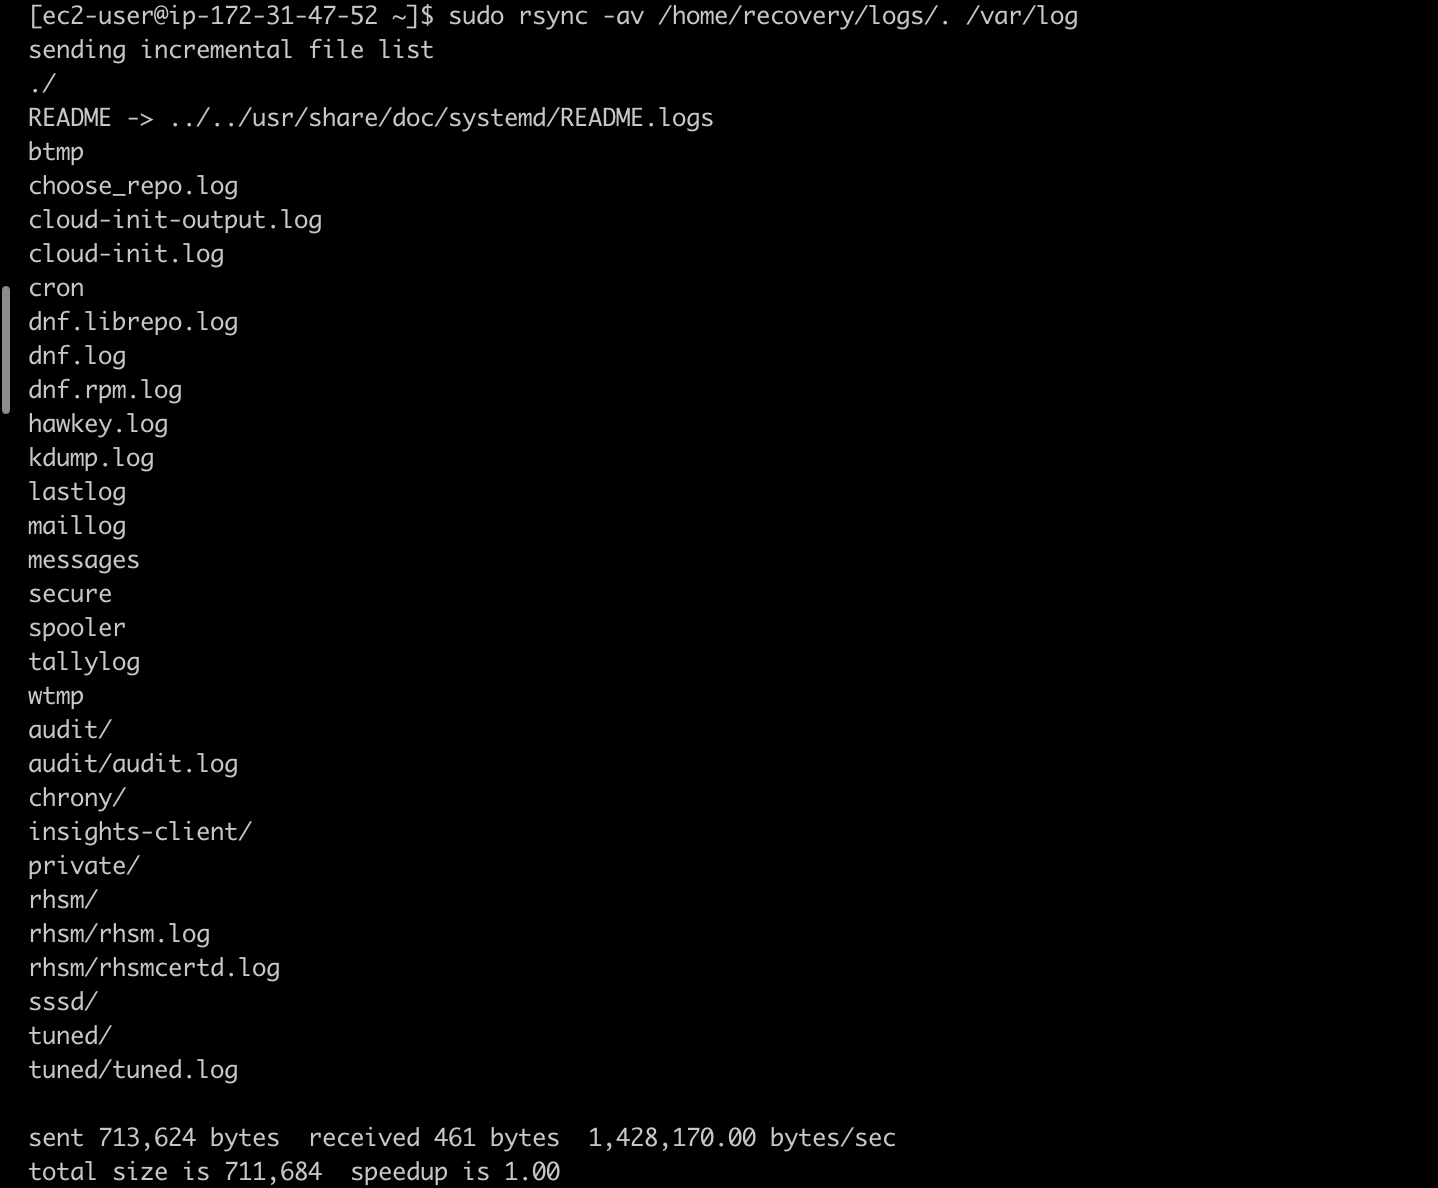 [ec2-user@ip-172-31-47-52 ~]$ sudo rsync -av /home/recovery/logs/. /var/log
sending incremental file list
./
README -> ../../usr/share/doc/systemd/README.logs
btmp
choose_repo.log
cloud-init-output.log
cloud-init.log
cron
dnf.librepo.log
dnf.log
dnf.rpm.log
hawkey.log
kdump.log
lastlog
maillog
messages
secure
spooler
tallylog
wtmp
audit/
audit/audit.log
chrony/
insights-client/
private/
rhsm/
rhsm/rhsm.log
rhsm/rhsmcertd.log
sssd/
tuned/
tuned/tuned.log

sent 713,624 bytes  received 461 bytes  1,428,170.00 bytes/sec
total size is 711,684  speedup is 1.00